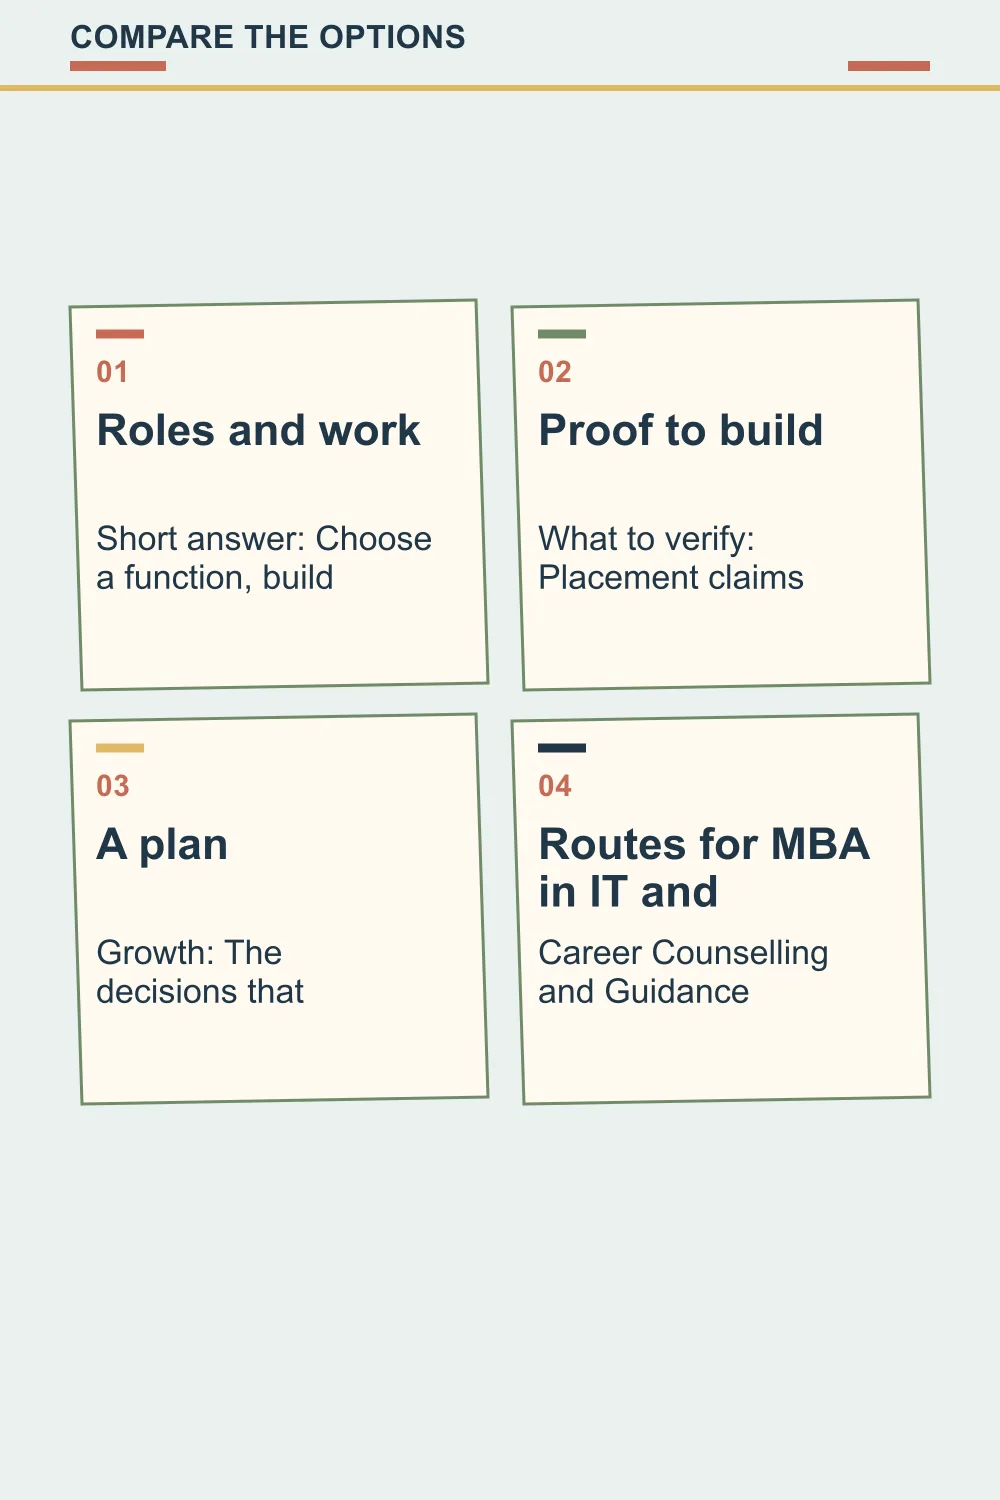 COMPARE THE OPTIONS
01
Roles and work
Short answer: Choose
a function, build
02
Proof to build
What to verify:
Placement claims
03
A plan
Growth: The
decisions that
04
Routes for MBA
in IT and
Career Counselling
and Guidance